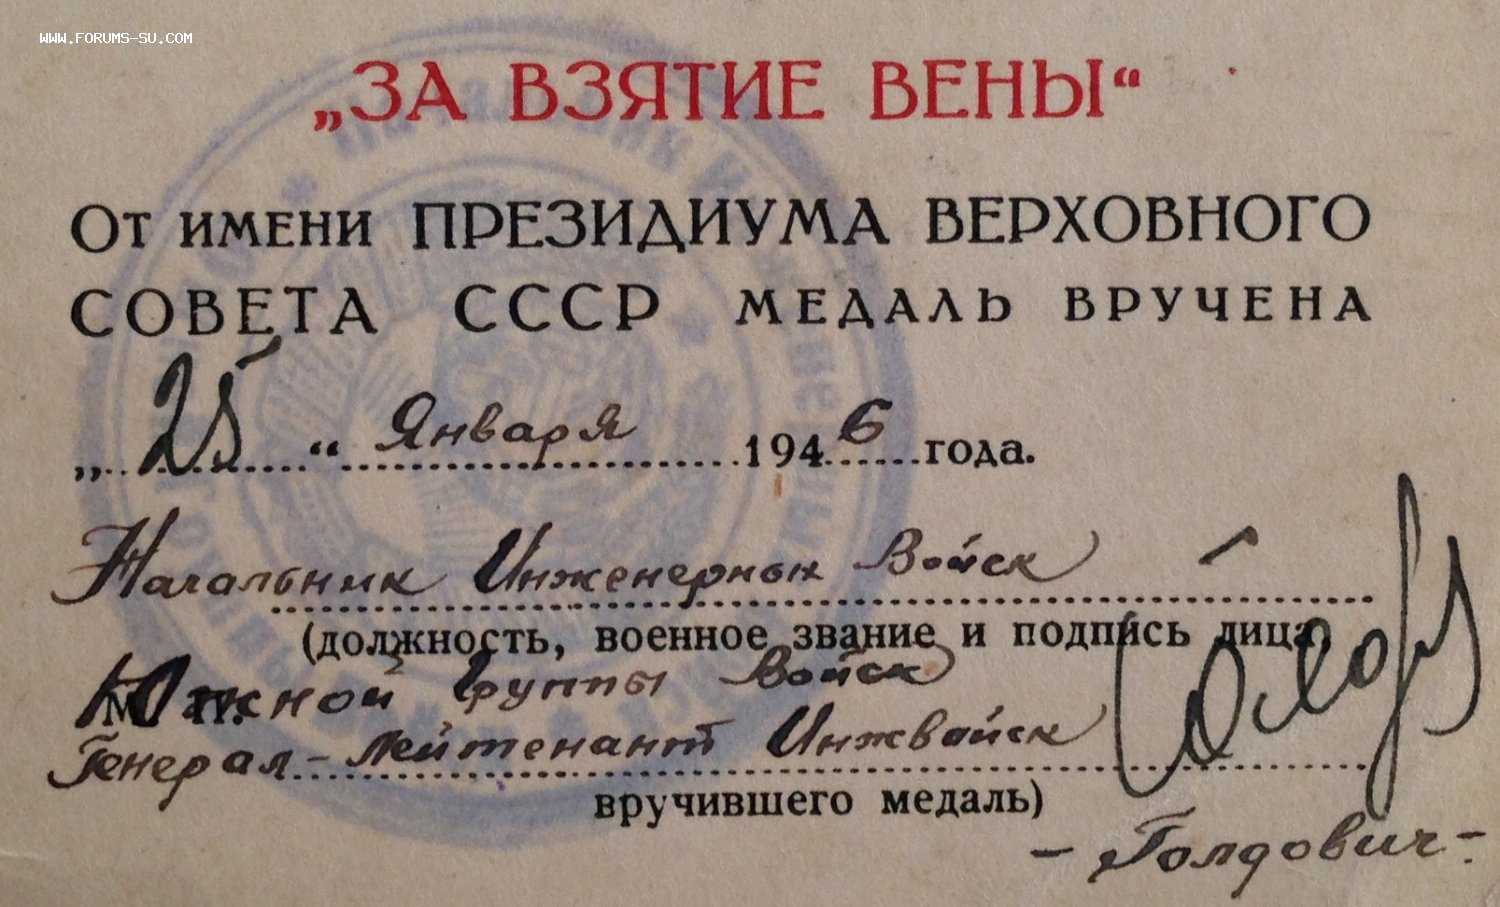 www.forums-su.com
„ЗА ВЗЯТИЕ ВЕНЫ“
От имени ПРЕЗИДИУМА ВЕРХОВНОГО
СОВЕТА СССР МЕДАЛЬ ВРУЧЕНА
„25“ Января 1946 года.
Начальник Инженерных Войск
(должность, военное звание и подпись лица,
М. П.
Южной Группы Войск
Генерал-лейтенант Инжвойск
вручившего медаль)
- Голдович -